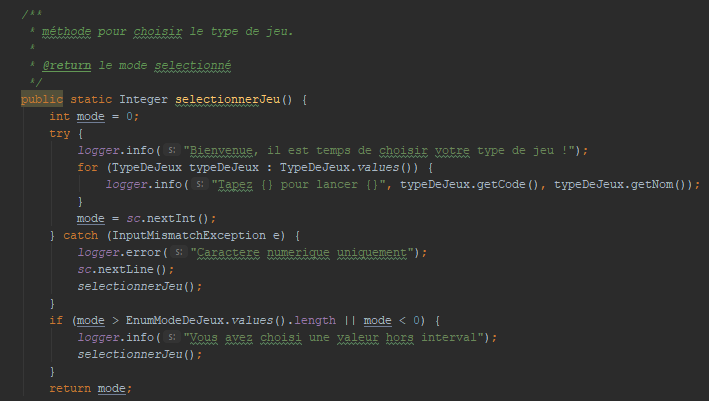 /**
 * méthode pour choisir le type de jeu.
 *
 * @return le mode selectionné
 */
public static Integer selectionnerJeu() {
    int mode = 0;
    try {
        logger.info( s: "Bienvenue, il est temps de choisir votre type de jeu !");
        for (TypeDeJeux typeDeJeux : TypeDeJeux.values()) {
            logger.info( s: "Tapez {} pour lancer {}", typeDeJeux.getCode(), typeDeJeux.getNom());
        }
        mode = sc.nextInt();
    } catch (InputMismatchException e) {
        logger.error( s: "Caractere numerique uniquement");
        sc.nextLine();
        selectionnerJeu();
    }
    if (mode > EnumModeDeJeux.values().length || mode < 0) {
        logger.info( s: "Vous avez choisi une valeur hors interval");
        selectionnerJeu();
    }
    return mode;